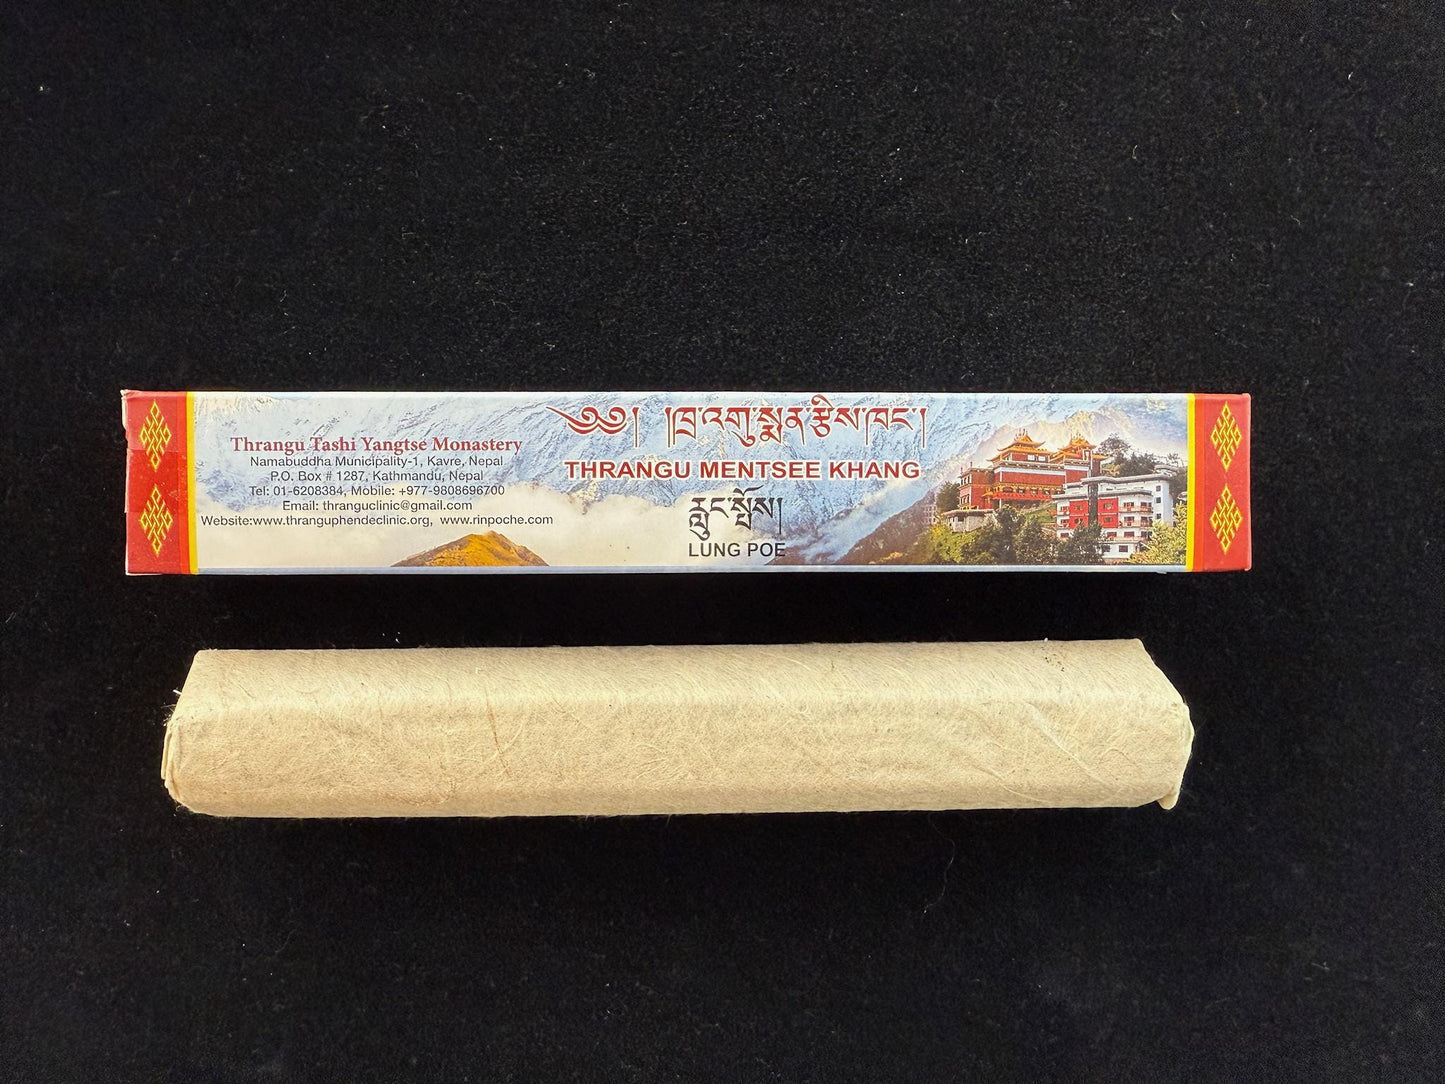 Thrangu Tashi Yangtse Monastery
Namabuddha Municipality-1, Kavre, Nepal
P.O. Box # 1287, Kathmandu, Nepal
Tel: 01-6208384, Mobile: +977-9808696700
Email: thranguclinic@gmail.com
Website:www.thranguphendeclinic.org, www.rinpoche.com
༄༅། །ཁྲ་འགུ་སྨན་རྩིས་ཁང་།
THRANGU MENTSEE KHANG
རླུང་སྤོས།
LUNG POE